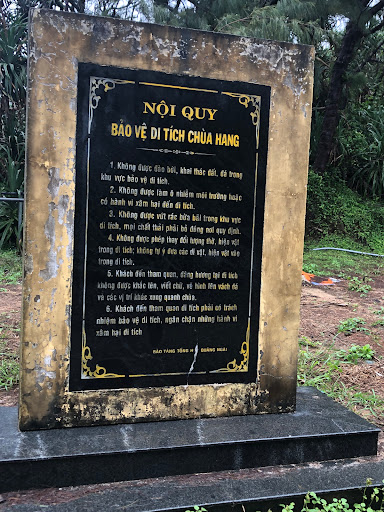 NỘI QUY
BẢO VỆ DI TÍCH CHÙA HANG
1. Không được đào bới, khai thác đất, đá trong
khu vực bảo vệ di tích.
2. Không được làm ô nhiễm môi trường hoặc
có hành vi xâm hại đến di tích.
3. Không được vứt rác bừa bãi trong khu vực
di tích, mọi chất thải phải bỏ đúng nơi quy định.
4. Không được phép thay đổi tượng thờ, hiện vật
trong di tích; không tự ý đưa các di vật, hiện vật vào
trong di tích.
5. Khách đến tham quan, dâng hương tại di tích
không được khắc tên, viết chữ, vẽ hình lên vách đá
và các vị trí khác xung quanh chùa.
6. Khách đến tham quan di tích phải có trách
nhiệm bảo vệ di tích, ngăn chặn những hành vi
xâm hại di tích
BẢO TÀNG TỔNG H QUẢNG NGÃI